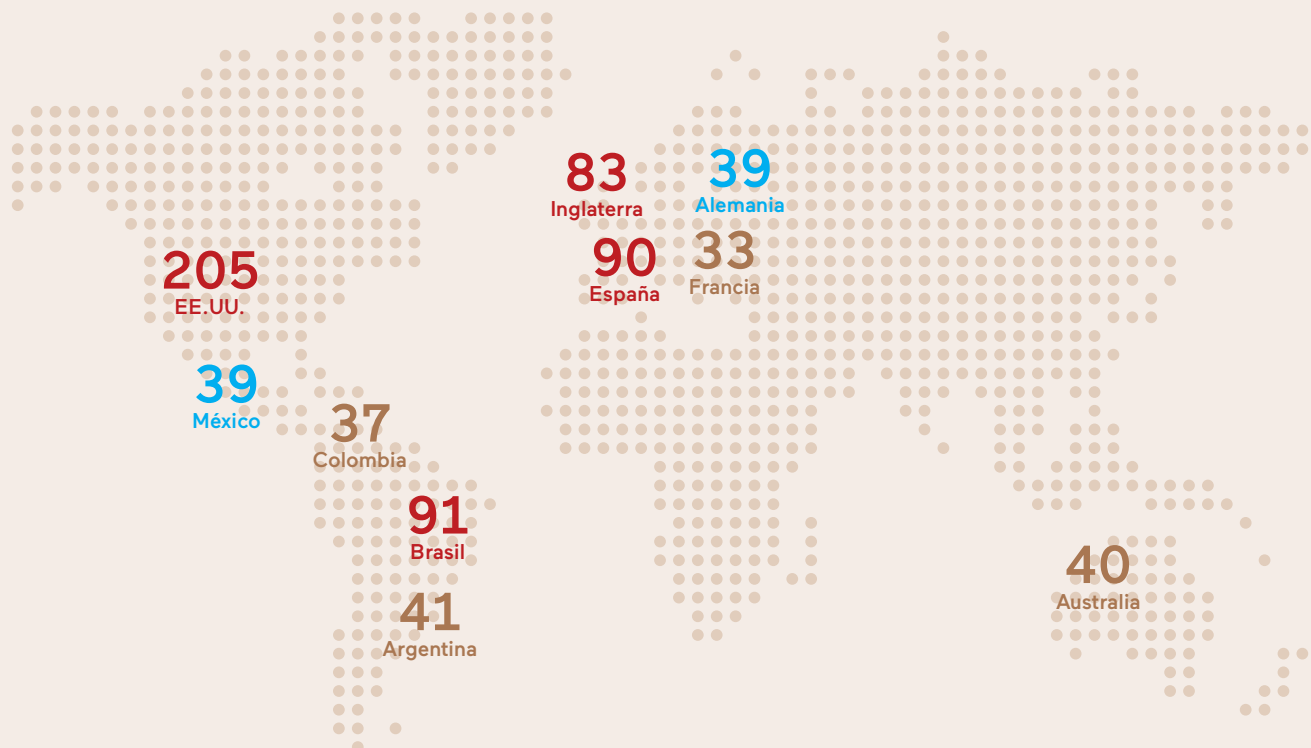 83
Inglaterra
39
Alemania
90
España
33
Francia
205
EE.UU.
39
México
37
Colombia
91
Brasil
41
Argentina
40
Australia